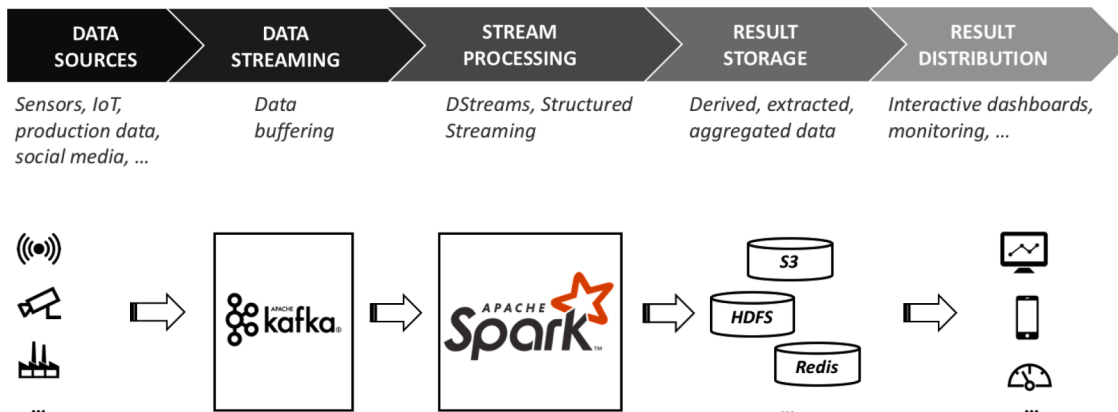 DATA
SOURCES
DATA
STREAMING
STREAM
PROCESSING
RESULT
STORAGE
RESULT
DISTRIBUTION
Sensors, IoT,
production data,
social media, ...
Data
buffering
DStreams, Structured
Streaming
Derived, extracted,
aggregated data
Interactive dashboards,
monitoring, ...
APACHE
kafka®
APACHE
Spark™
S3
HDFS
Redis
...
...
...